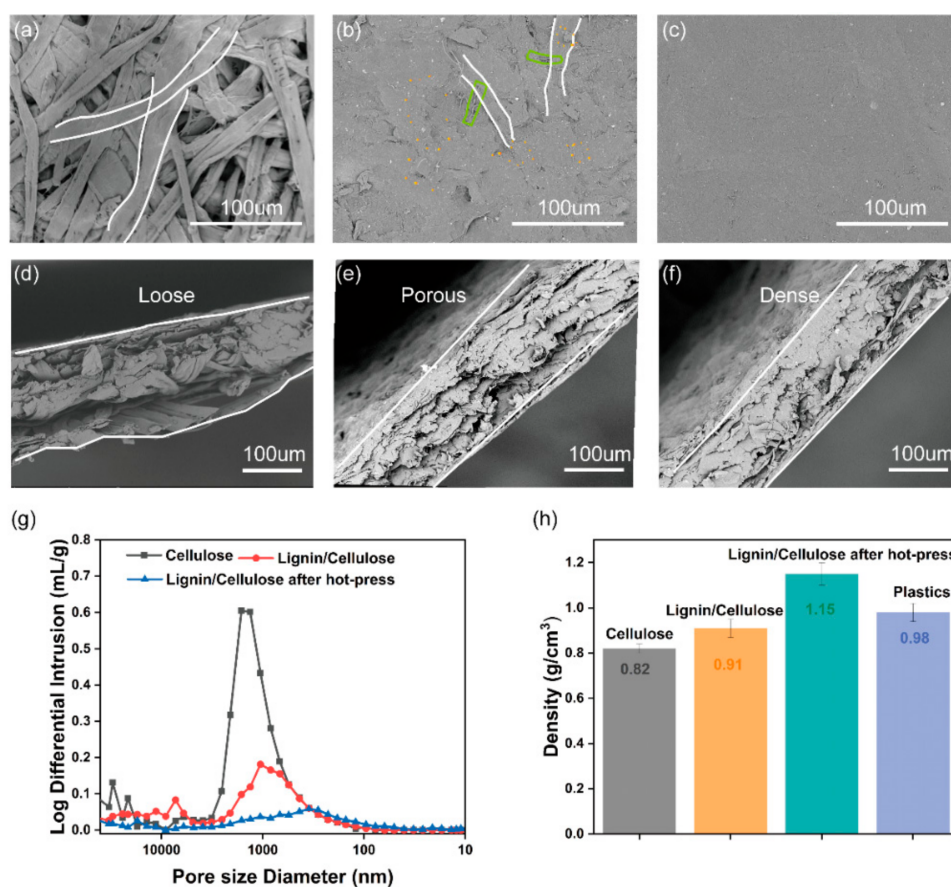 (a)
100um
(b)
100um
(c)
100um
(d)
Loose
100um
(e)
Porous
100um
(f)
Dense
100um
(g)
0.8
0.6
0.4
0.3
0.2
0.1
0.0
Log Differential Intrusion (mL/g)
Cellulose
Lignin/Cellulose
Lignin/Cellulose after hot-press
10000
1000
100
10
Pore size Diameter (nm)
(h)
1.2
1.0
0.8
0.6
0.4
0.2
0.0
Density (g/cm³)
Cellulose
0.82
Lignin/Cellulose
0.91
Lignin/Cellulose after hot-press
1.15
Plastics
0.98